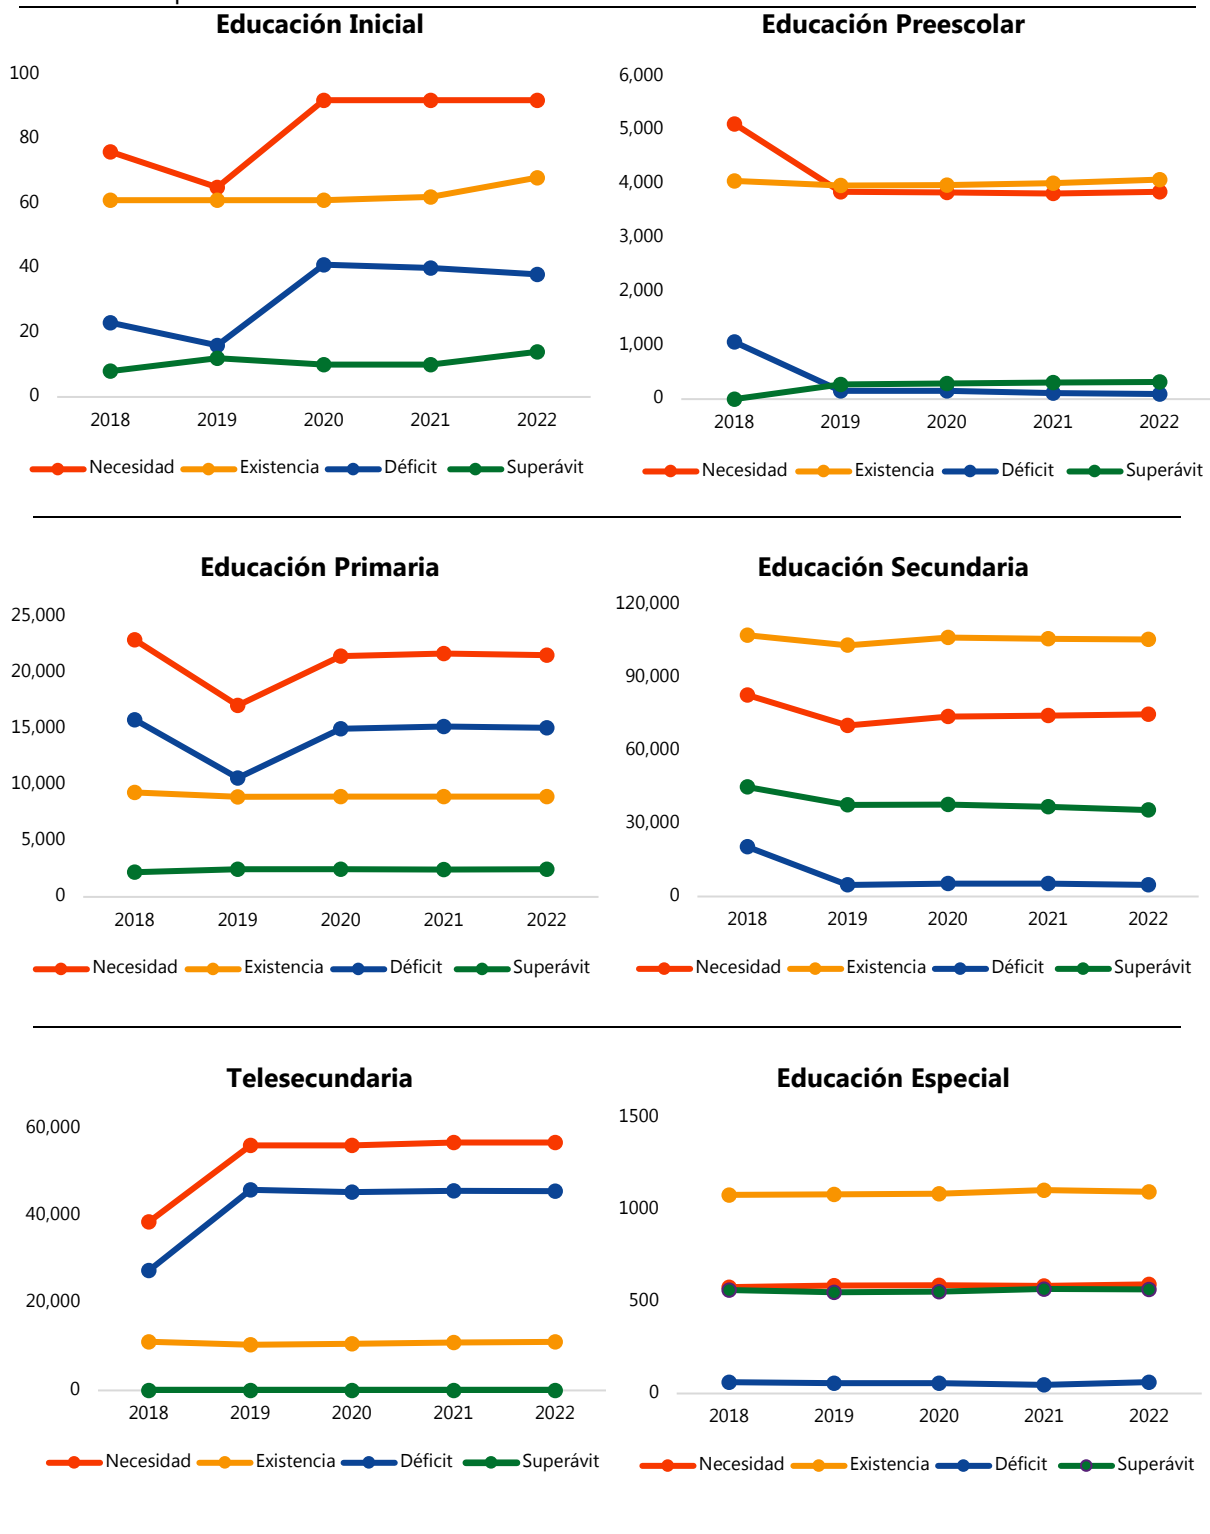 Educación Inicial
100
80
60
40
20
0
2018 2019 2020 2021 2022
Necesidad Existencia Déficit Superávit
Educación Preescolar
6,000
5,000
4,000
3,000
2,000
1,000
0
2018 2019 2020 2021 2022
Necesidad Existencia Déficit Superávit
Educación Primaria
25,000
20,000
15,000
10,000
5,000
0
2018 2019 2020 2021 2022
Necesidad Existencia Déficit Superávit
Educación Secundaria
120,000
90,000
60,000
30,000
0
2018 2019 2020 2021 2022
Necesidad Existencia Déficit Superávit
Telesecundaria
60,000
40,000
20,000
0
2018 2019 2020 2021 2022
Necesidad Existencia Déficit Superávit
Educación Especial
1500
1000
500
0
2018 2019 2020 2021 2022
Necesidad Existencia Déficit Superávit